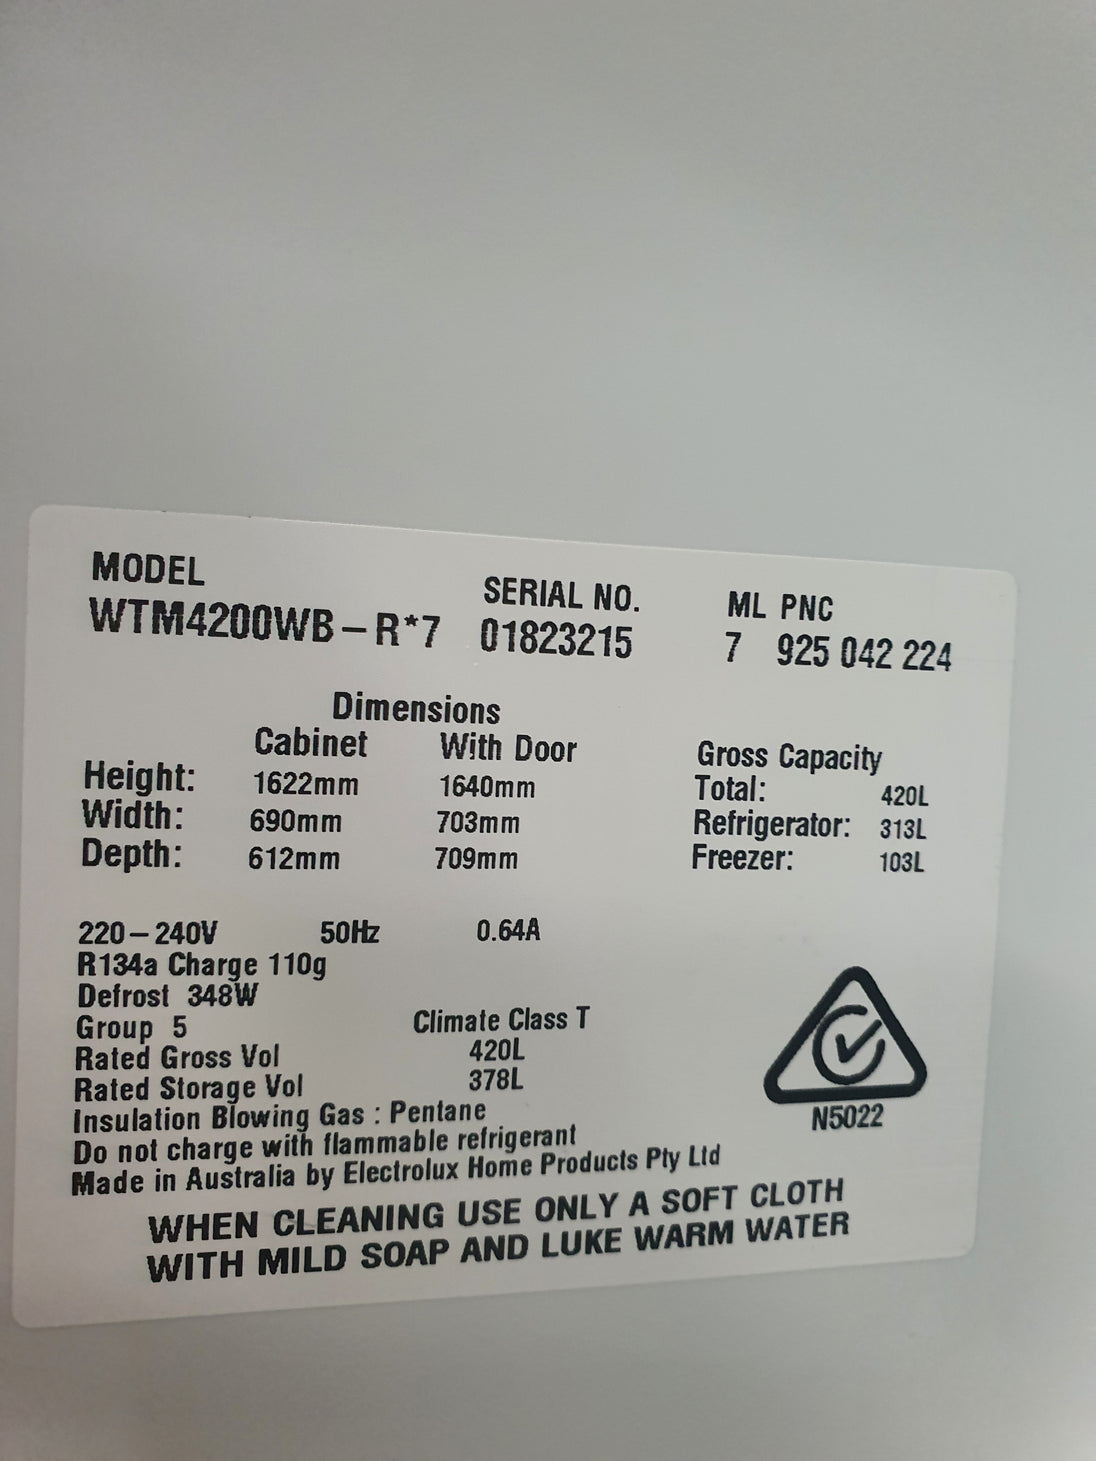 MODEL SERIAL NO. ML PNC
WTM4200WB-R*7 01823215 7 925 042 224
Dimensions
Cabinet With Door Gross Capacity
Height: 1622mm 1640mm Total: 420L
Width: 690mm 703mm Refrigerator: 313L
Depth: 612mm 709mm Freezer: 103L
220-240V 50Hz 0.64A
R134a Charge 110g
Defrost 348W
Group 5 Climate Class T
Rated Gross Vol 420L
Rated Storage Vol 378L
Insulation Blowing Gas : Pentane
N5022
Do not charge with flammable refrigerant
Made in Australia by Electrolux Home Products Pty Ltd
WHEN CLEANING USE ONLY A SOFT CLOTH
WITH MILD SOAP AND LUKE WARM WATER